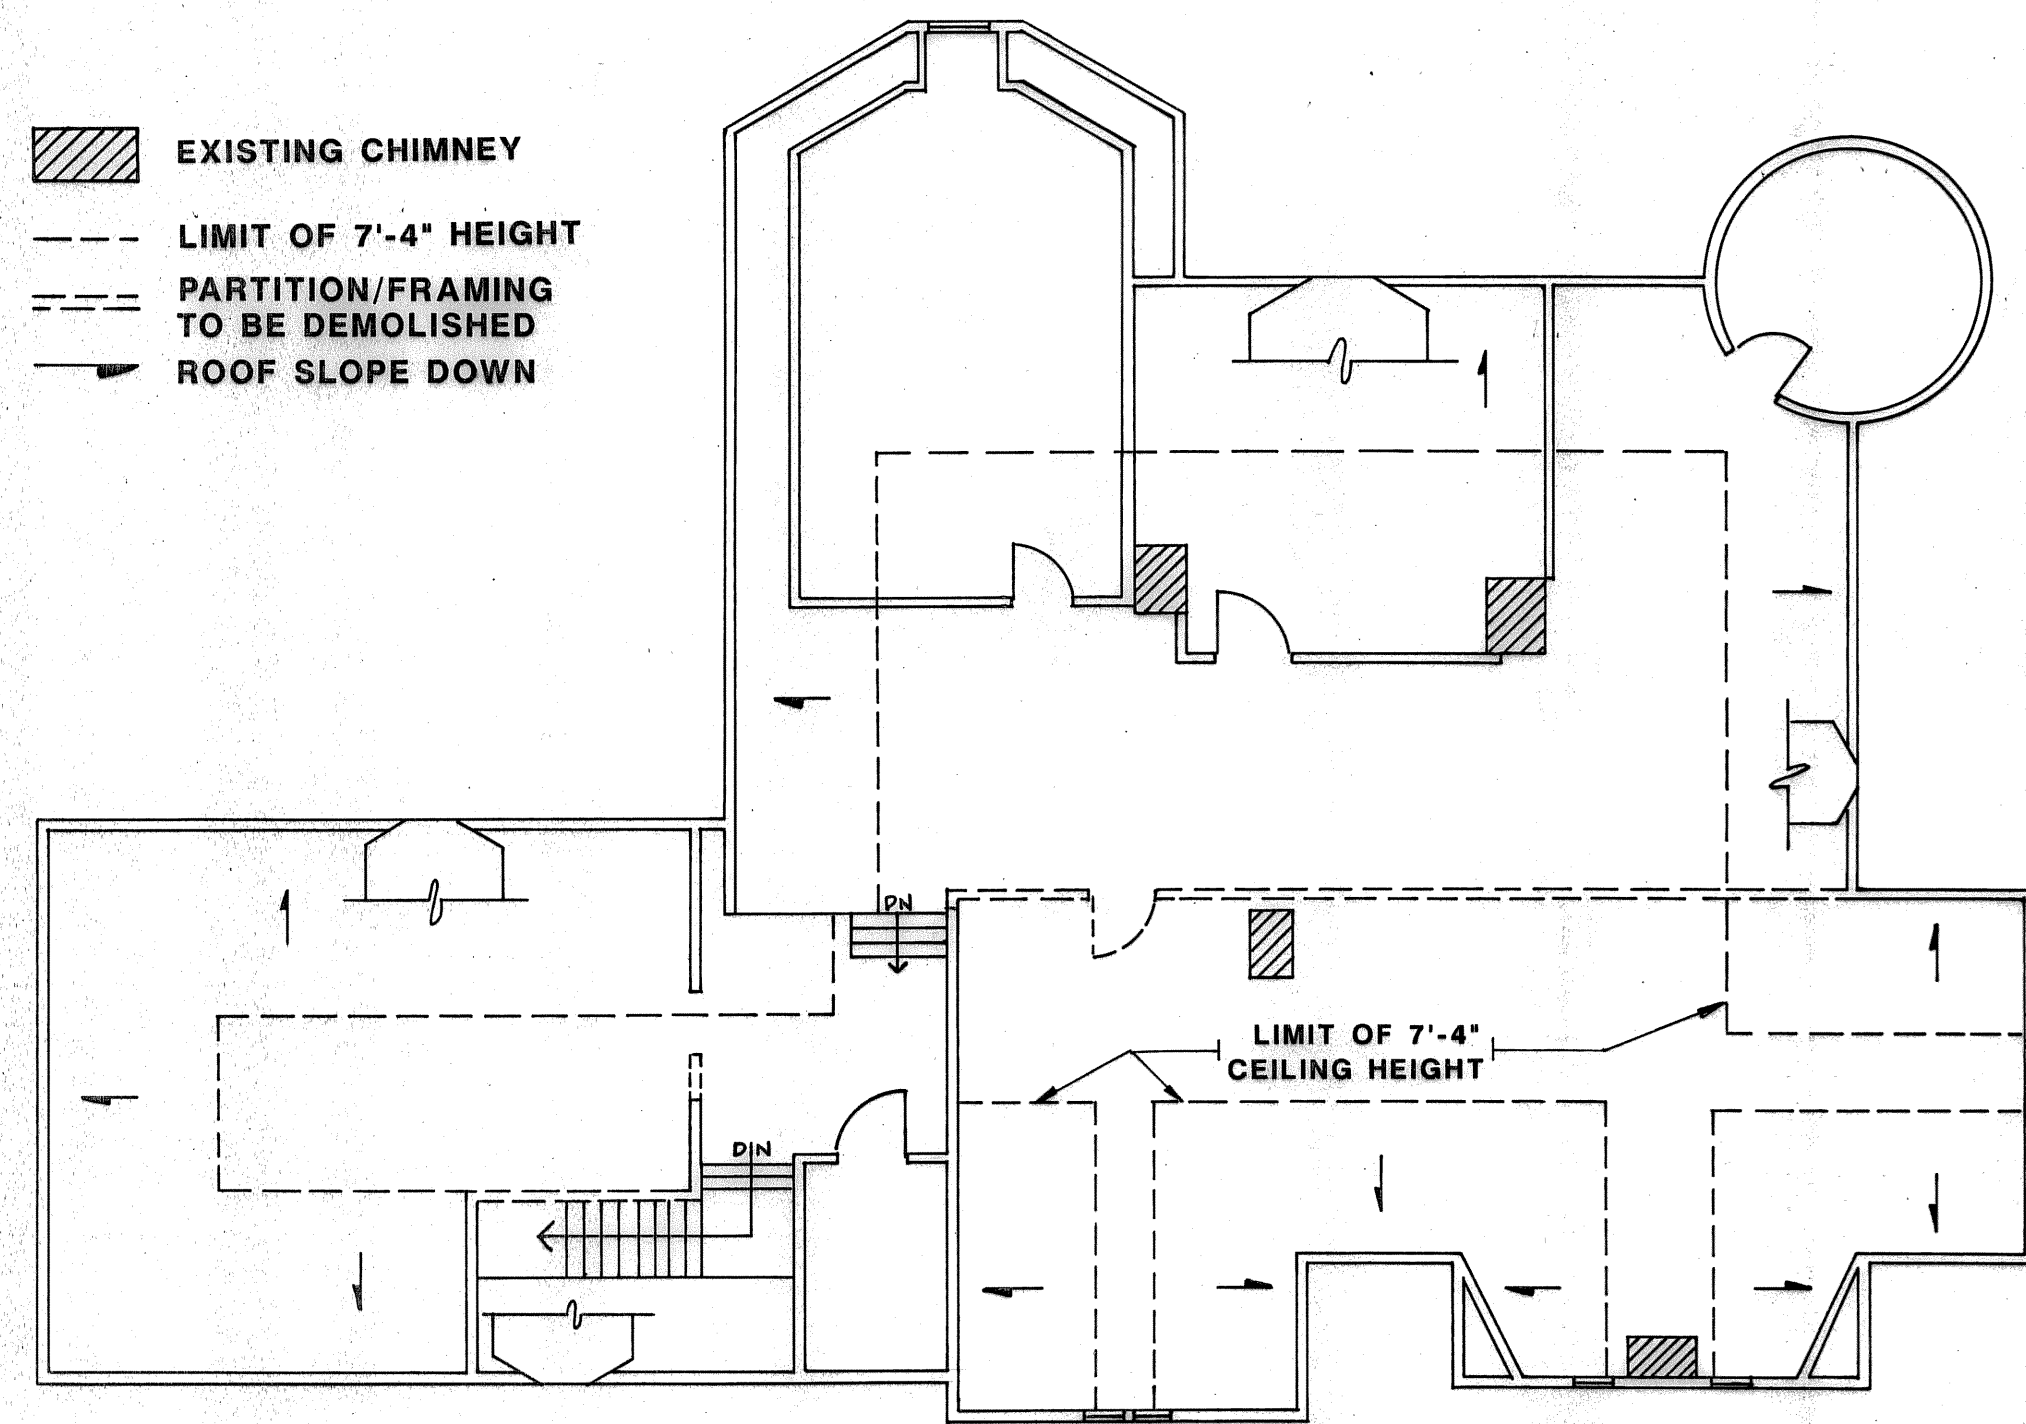 EXISTING CHIMNEY
LIMIT OF 7'-4" HEIGHT
PARTITION/FRAMING
TO BE DEMOLISHED
ROOF SLOPE DOWN
DN
LIMIT OF 7'-4"
CEILING HEIGHT
DN